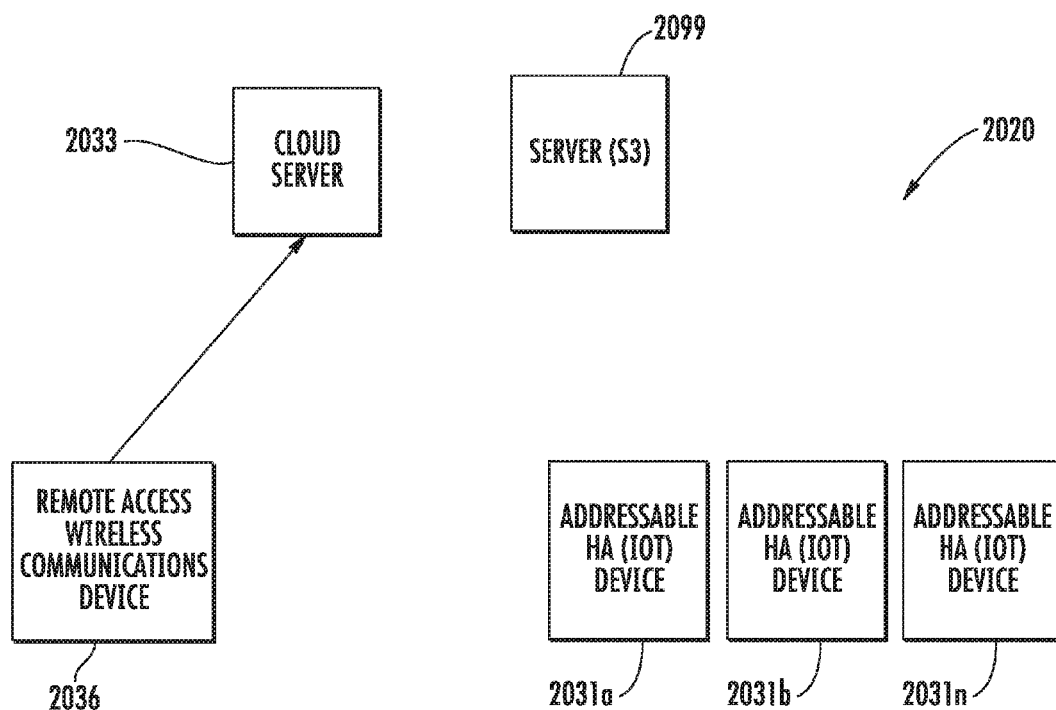 2099
2033
CLOUD
SERVER
SERVER (S3)
2020
REMOTE ACCESS
WIRELESS
COMMUNICATIONS
DEVICE
ADDRESSABLE
HA (IOT)
DEVICE
ADDRESSABLE
HA (IOT)
DEVICE
ADDRESSABLE
HA (IOT)
DEVICE
2036
2031a
2031b
2031n